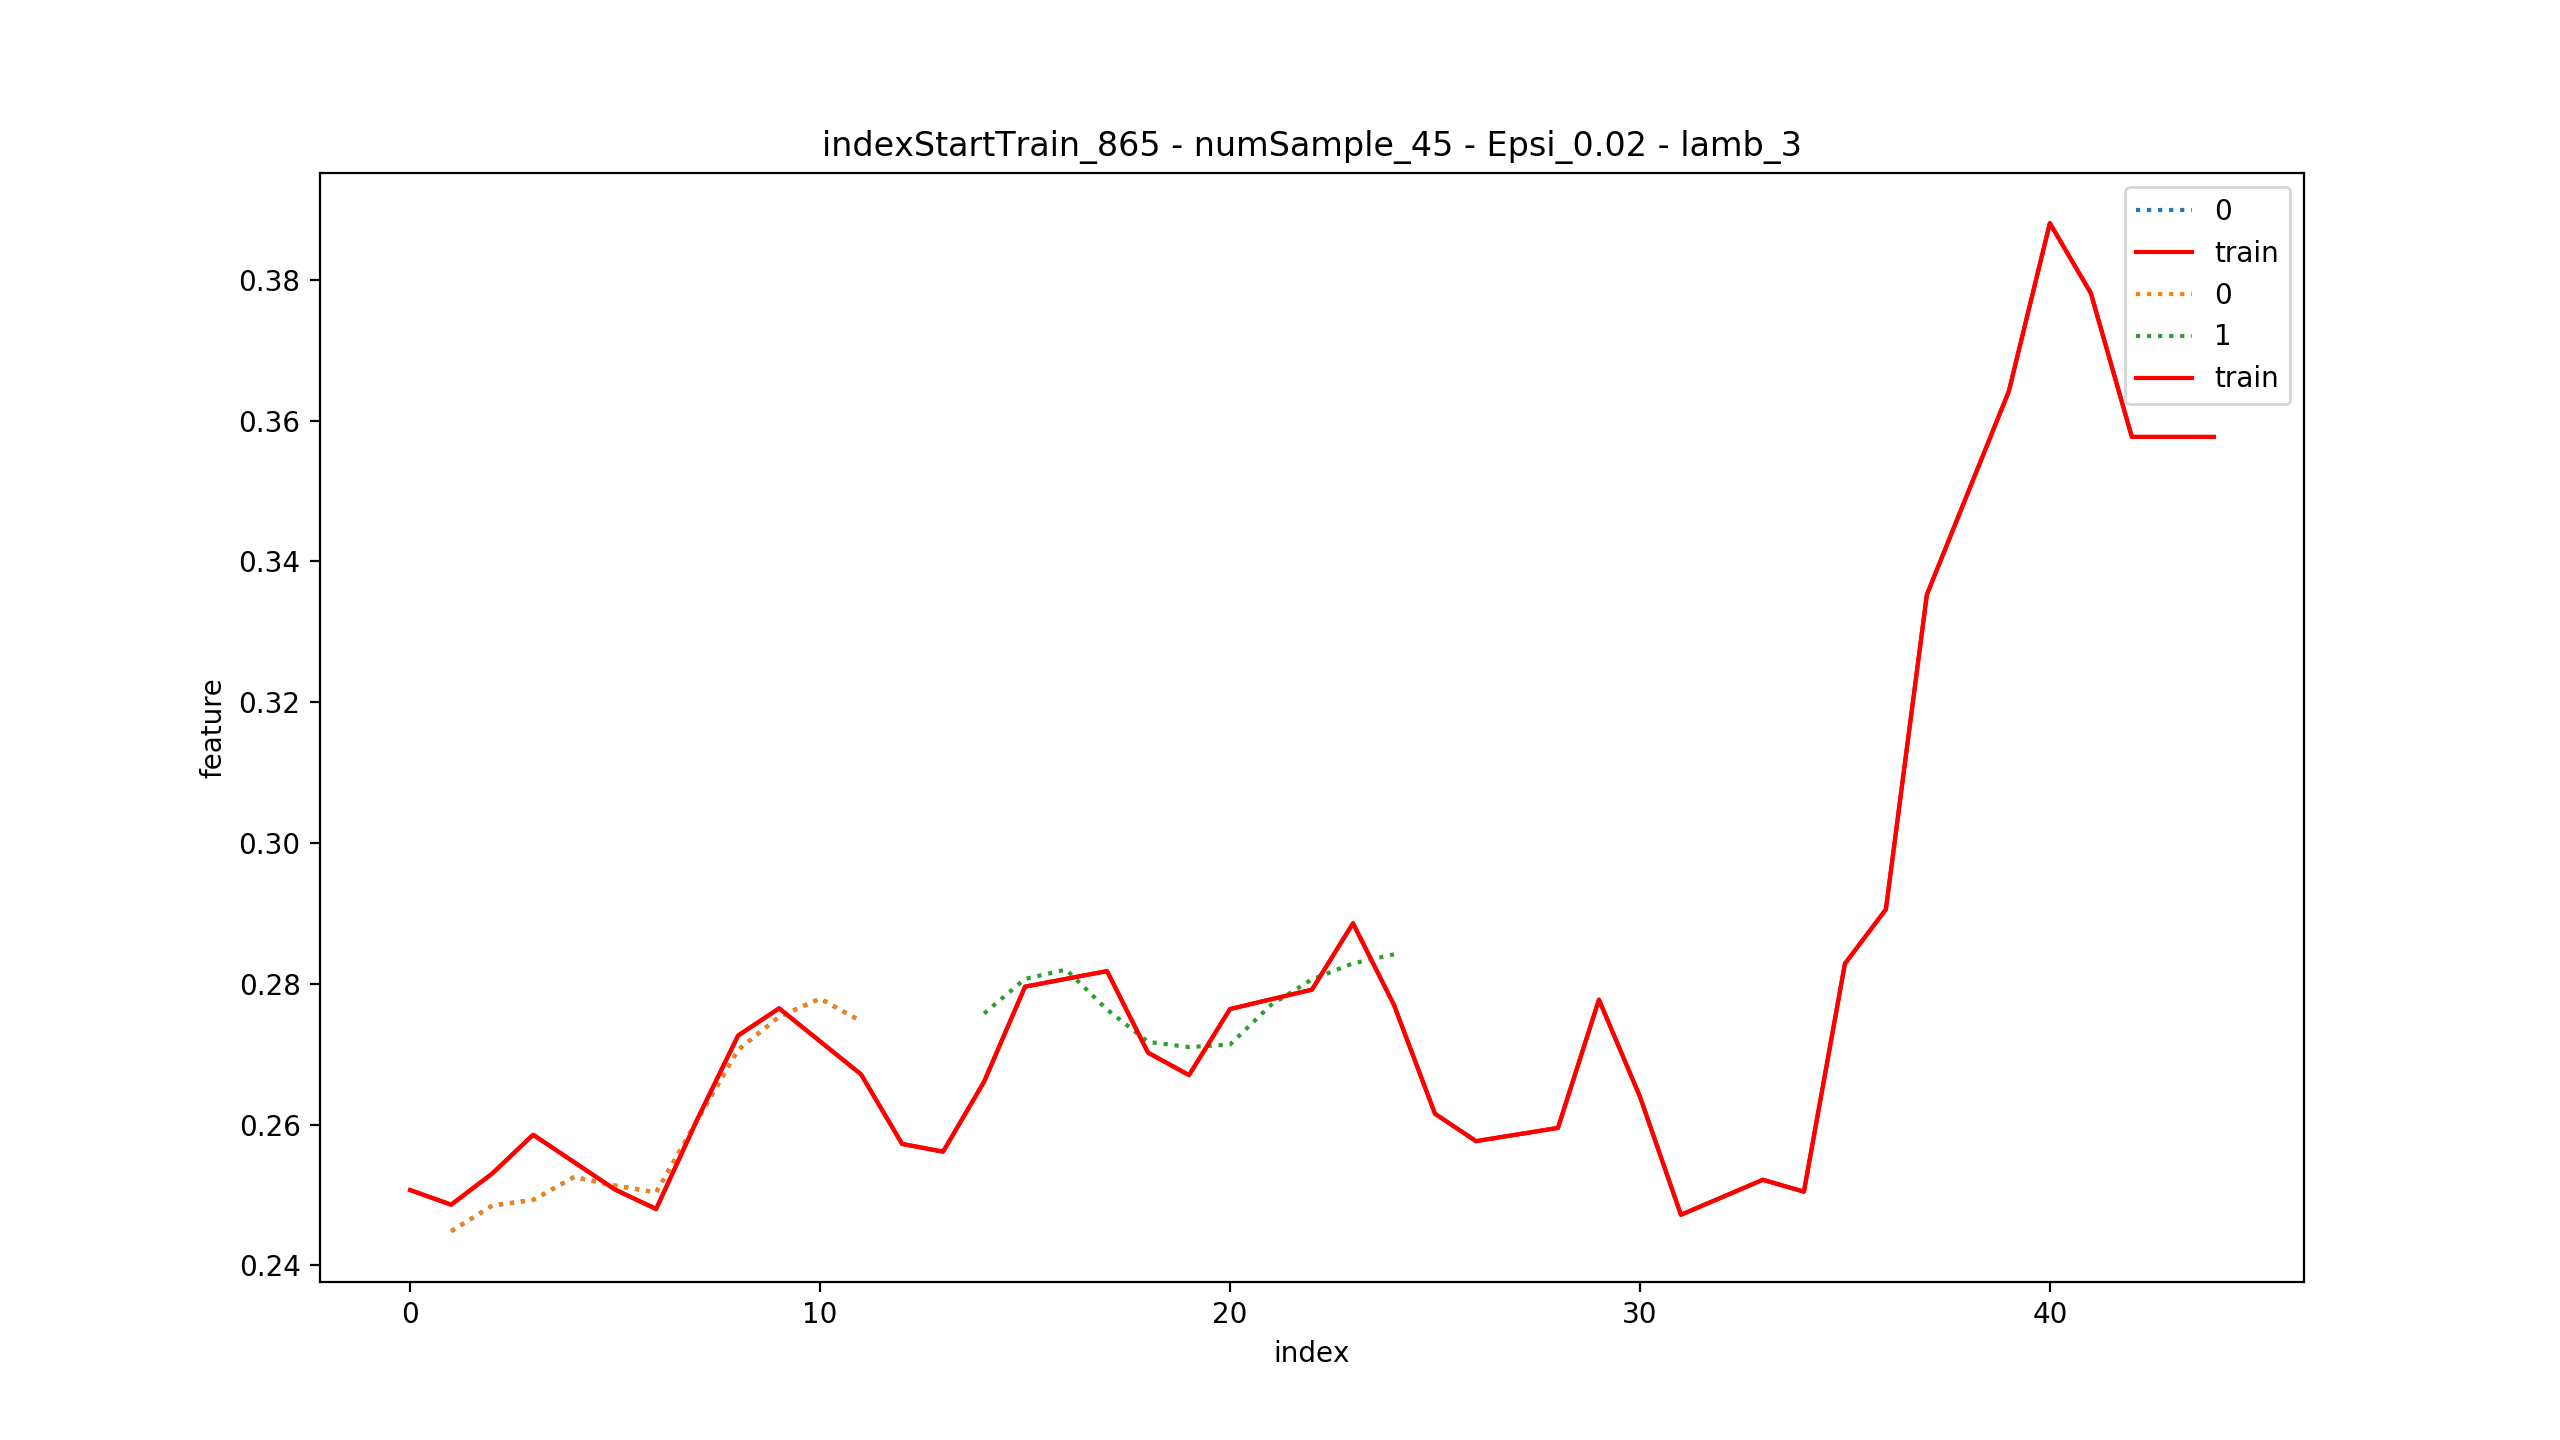 indexStartTrain_865 - numSample_45 - Epsi_0.02 - lamb_3
0
train
0
1
train
0.38
0.36
0.34
0.32
0.30
0.28
0.26
0.24
feature
0 10 20 30 40
index